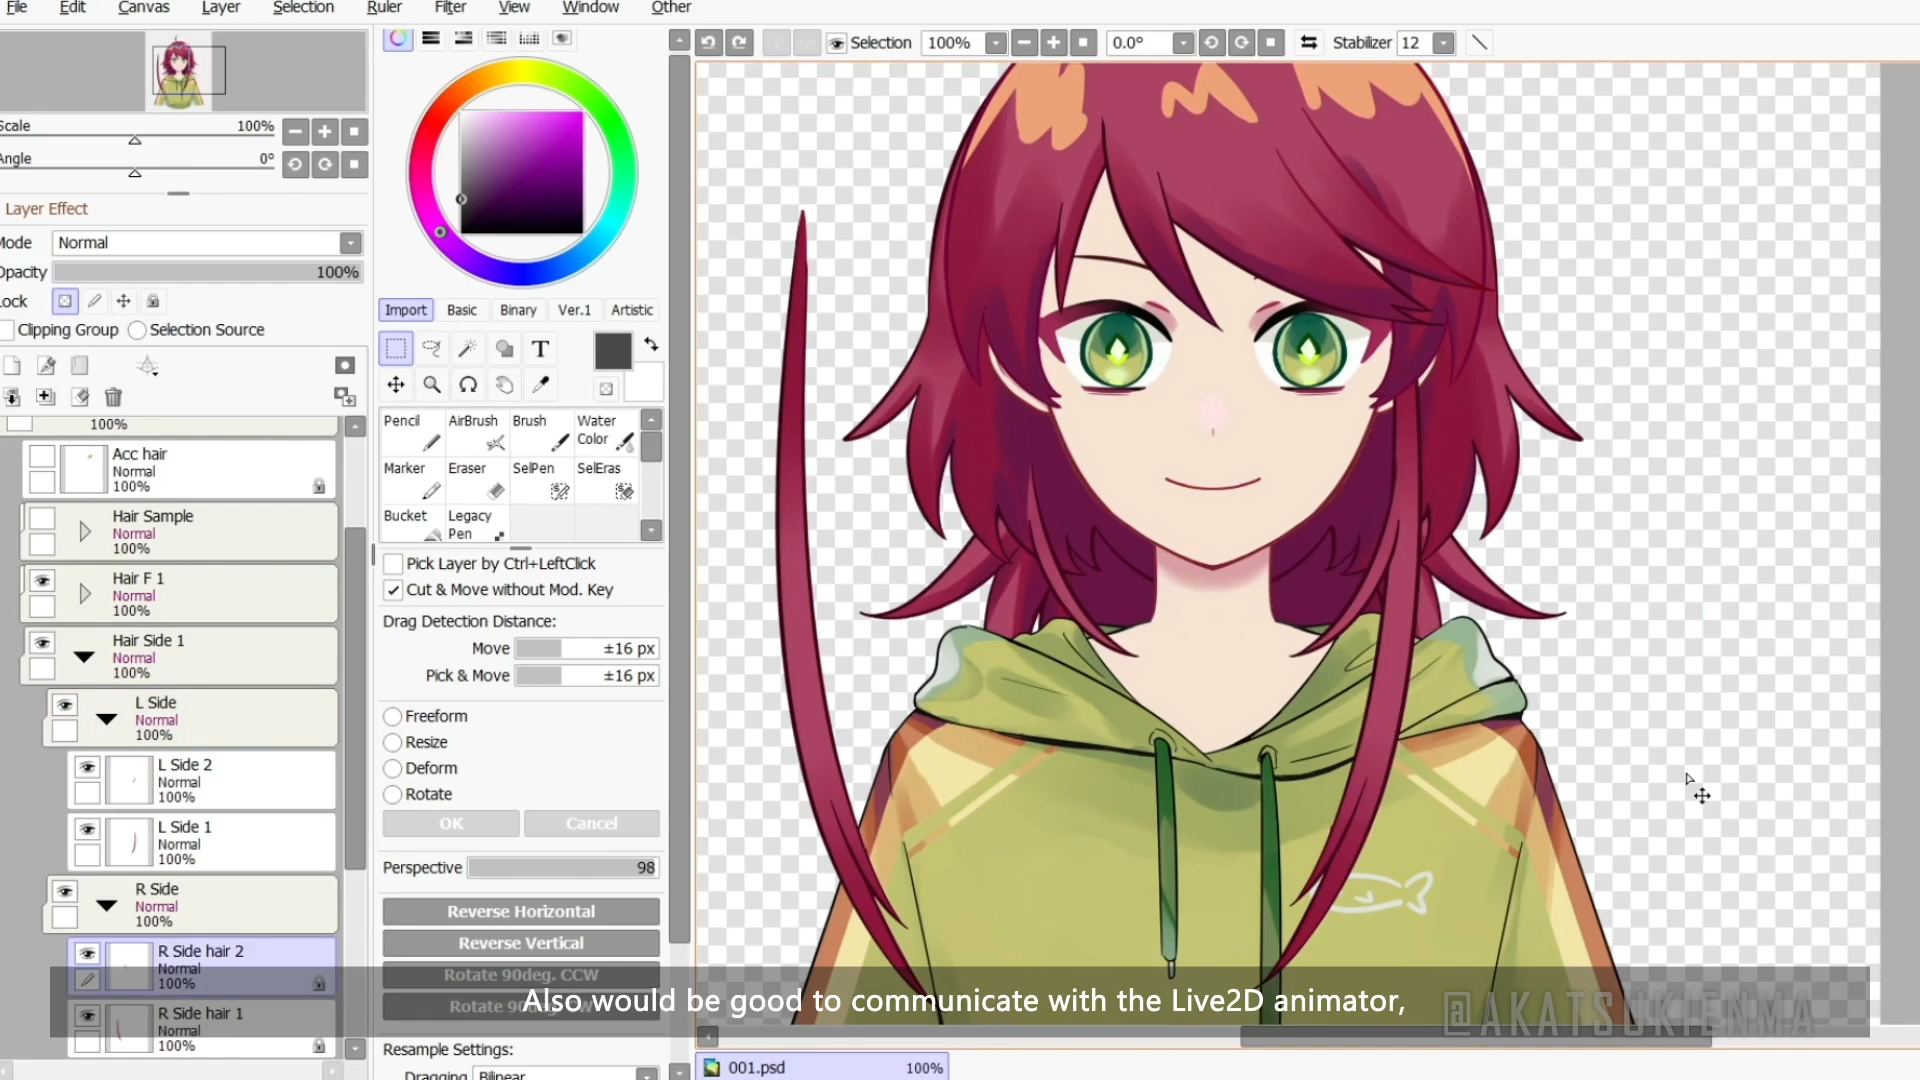 File Edit Canvas Layer Selection Ruler Filter View Window Other
Selection 100% 0.0° Stabilizer 12
Scale 100%
Angle 0°
Layer Effect
Mode Normal
Opacity 100%
Lock
Clipping Group Selection Source
100%
Acc hair
Normal
100%
Hair Sample
Normal
100%
Hair F 1
Normal
100%
Hair Side 1
Normal
100%
L Side
Normal
100%
L Side 2
Normal
100%
L Side 1
Normal
100%
R Side
Normal
100%
R Side hair 2
Normal
100%
R Side hair 1
Normal
100%
Import Basic Binary Ver.1 Artistic
T
Pencil AirBrush Brush Water Color
Marker Eraser SelPen SelEras
Bucket Legacy Pen
Pick Layer by Ctrl+LeftClick
Cut & Move without Mod. Key
Drag Detection Distance:
Move ±16 px
Pick & Move ±16 px
Freeform
Resize
Deform
Rotate
OK Cancel
Perspective 98
Reverse Horizontal
Reverse Vertical
Rotate 90deg. CCW
Rotate 90deg. CW
Resample Settings:
Dragging Bilinear
Also would be good to communicate with the Live2D animator,
@AKATSUKIENMA
001.psd 100%